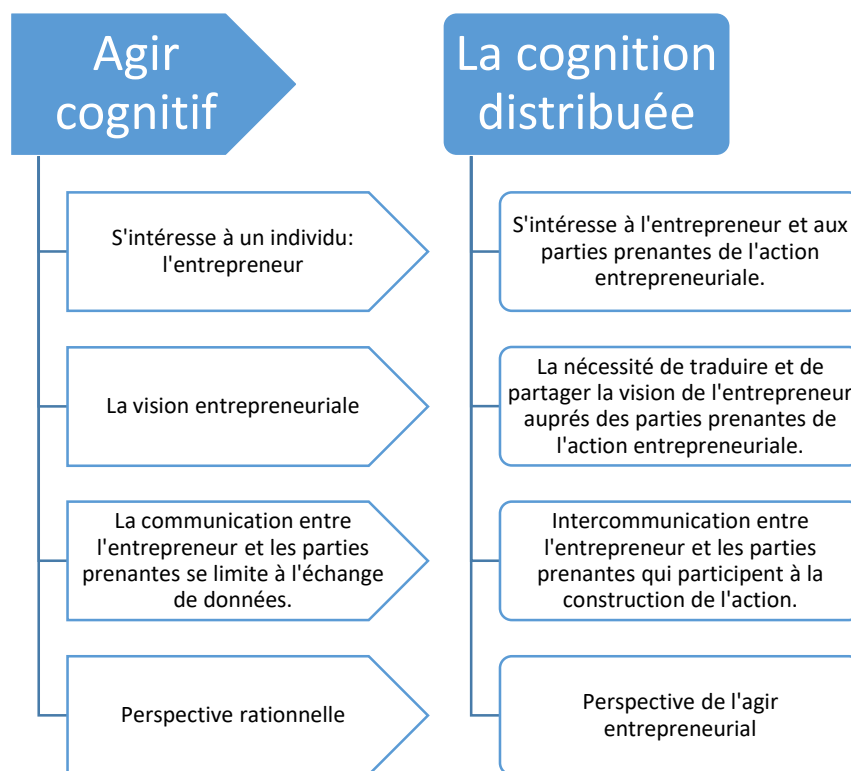 Agir
cognitif
S'intéresse à un individu:
l'entrepreneur
La vision entrepreneuriale
La communication entre
l'entrepreneur et les parties
prenantes se limite à l'échange
de données.
Perspective rationnelle
La cognition
distribuée
S'intéresse à l'entrepreneur et aux
parties prenantes de l'action
entrepreneuriale.
La nécessité de traduire et de
partager la vision de l'entrepreneur
auprés des parties prenantes de
l'action entrepreneuriale.
Intercommunication entre
l'entrepreneur et les parties
prenantes qui participent à la
construction de l'action.
Perspective de l'agir
entrepreneurial